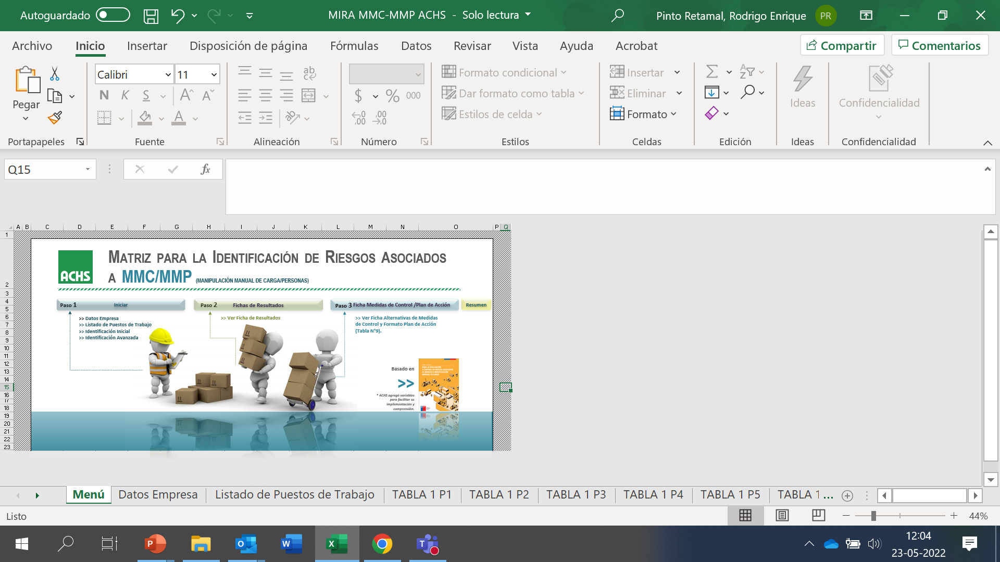 Autoguardado
MIRA MMC-MMP ACHS - Solo lectura
Pinto Retamal, Rodrigo Enrique
PR
Archivo Inicio Insertar Disposición de página Fórmulas Datos Revisar Vista Ayuda Acrobat
Compartir
Comentarios
Pegar
Portapapeles
Calibri
11
N K S A A
A
Fuente
ab
Alineación
$ % 000
Número
Formato condicional
Dar formato como tabla
Estilos de celda
Estilos
Insertar
Eliminar
Formato
Celdas
Edición
Ideas
Ideas
Confidencialidad
Confidencialidad
Q15
fx
A B C D E F G H I J K L M N O P Q
1
2
3
4
5
6
7
8
9
10
11
12
13
14
15
16
17
18
19
20
21
22
23
ACHS
MATRIZ PARA LA IDENTIFICACIÓN DE RIESGOS ASOCIADOS
A MMC/MMP (MANIPULACIÓN MANUAL DE CARGA/PERSONAS)
Paso 1 Iniciar
>> Datos Empresa
>> Listado de Puestos de Trabajo
>> Identificación Inicial
>> Identificación Avanzada
Paso 2 Fichas de Resultados
>> Ver Ficha de Resultados
Paso 3 Ficha Medidas de Control /Plan de Acción
>> Ver Ficha Alternativas de Medidas
de Control y Formato Plan de Acción
(Tabla N°9).
Resumen
Basado en
>>
* ACHS agregó variables
para facilitar su
implementación y
comprensión.
Menú Datos Empresa Listado de Puestos de Trabajo TABLA 1 P1 TABLA 1 P2 TABLA 1 P3 TABLA 1 P4 TABLA 1 P5 TABLA 1 ...
Listo
44%
12:04
23-05-2022